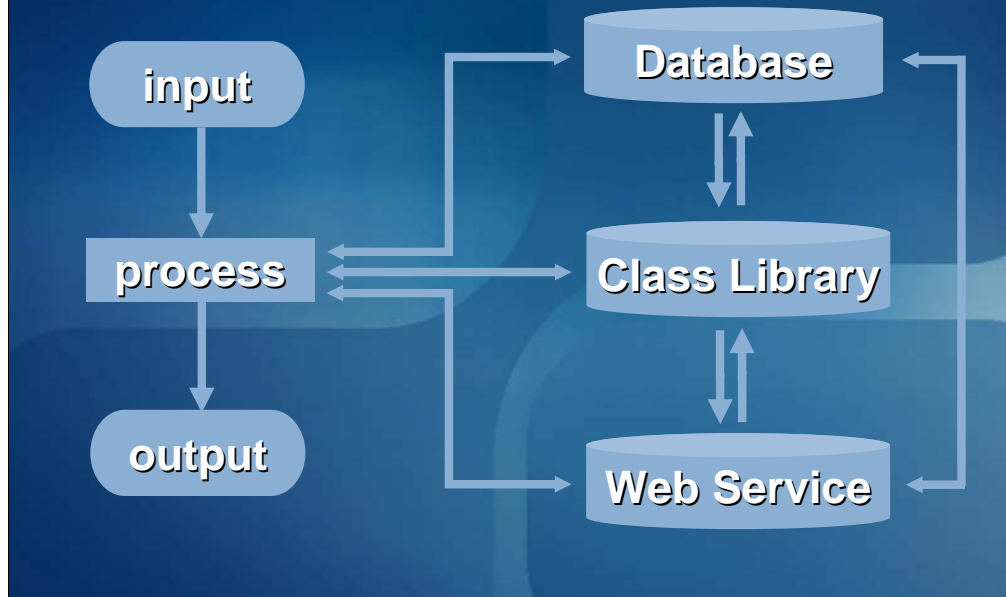 input
process
output
Database
Class Library
Web Service